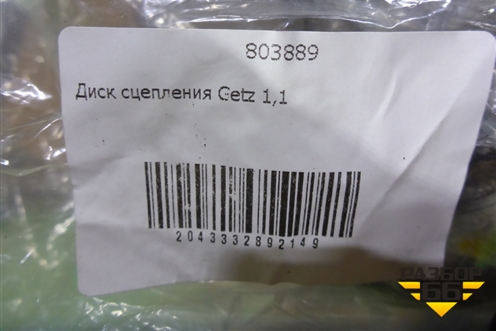 803889
Диск сцепления Getz 1,1
2043332892149
РАЗБОР
66